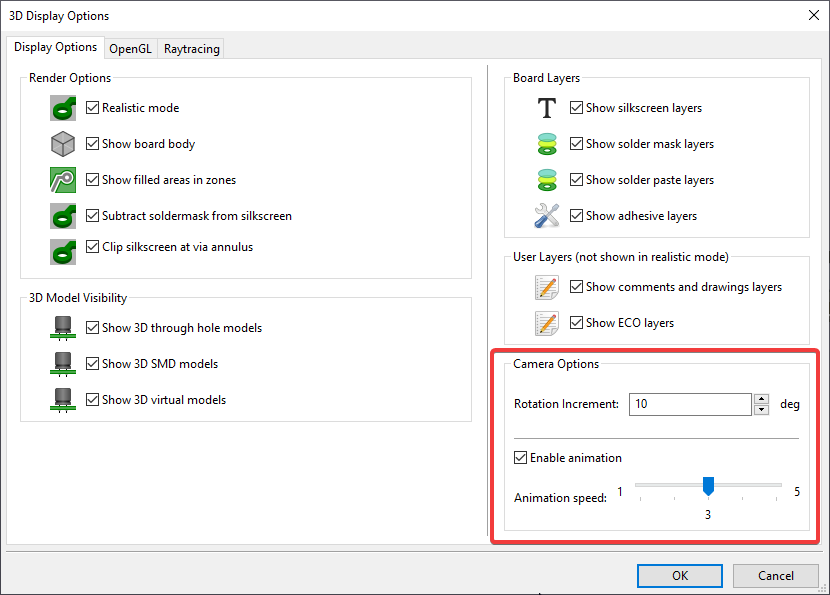 3D Display Options
Display Options
OpenGL
Raytracing
Render Options
Realistic mode
Show board body
Show filled areas in zones
Subtract soldermask from silkscreen
Clip silkscreen at via annulus
3D Model Visibility
Show 3D through hole models
Show 3D SMD models
Show 3D virtual models
Board Layers
T
Show silkscreen layers
Show solder mask layers
Show solder paste layers
Show adhesive layers
User Layers (not shown in realistic mode)
Show comments and drawings layers
Show ECO layers
Camera Options
Rotation Increment: 10 deg
Enable animation
Animation speed: 1 5
3
OK
Cancel